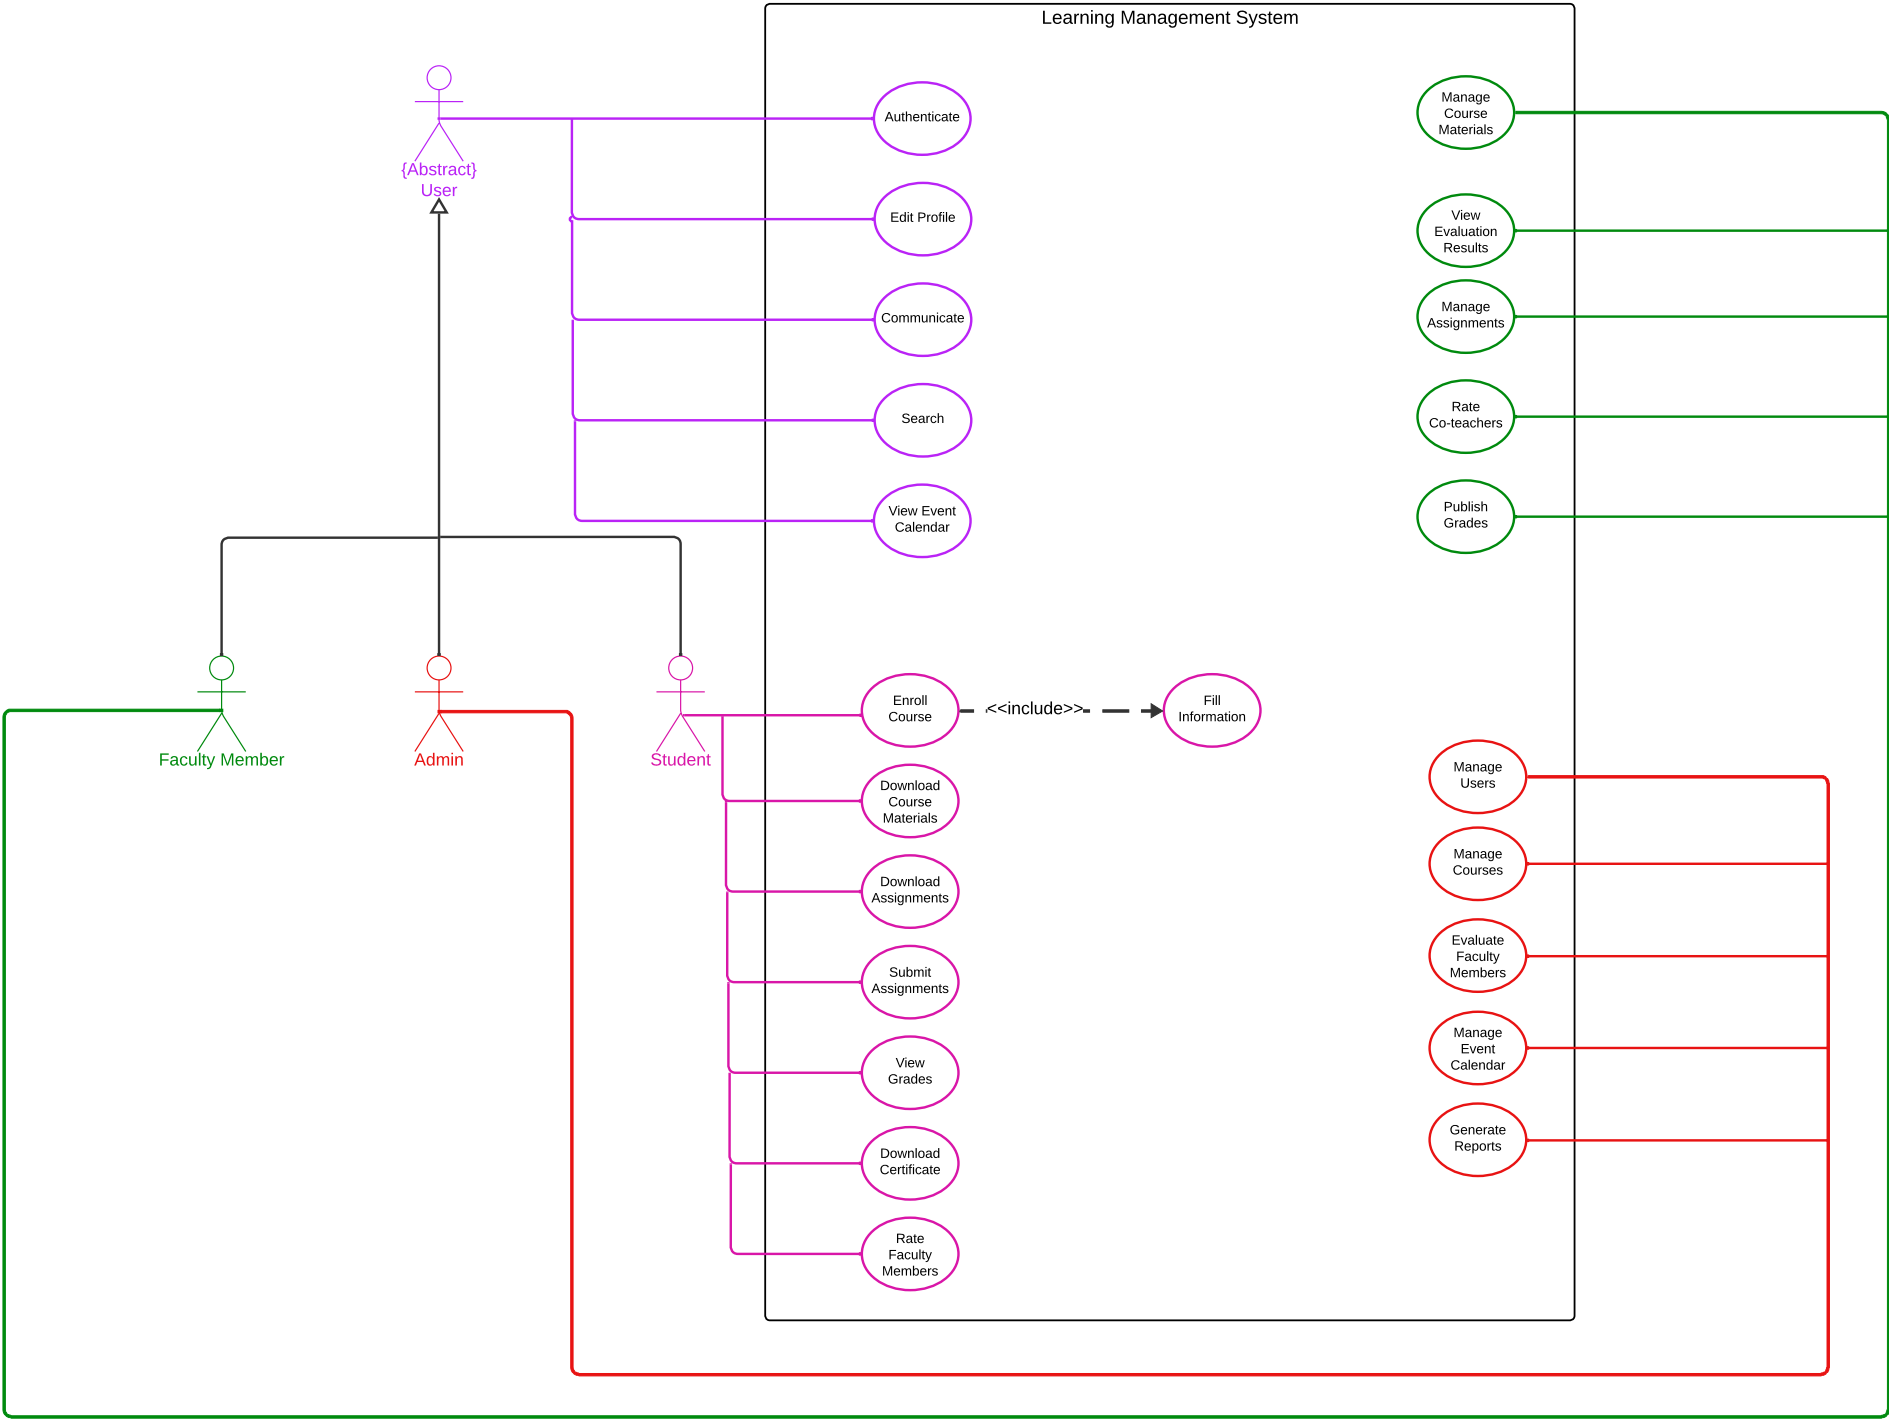 Learning Management System
{Abstract}
User
Authenticate
Edit Profile
Communicate
Search
View Event
Calendar
Manage
Course
Materials
View
Evaluation
Results
Manage
Assignments
Rate
Co-teachers
Publish
Grades
Faculty Member
Admin
Student
Enroll
Course
<<include>>
Fill
Information
Download
Course
Materials
Download
Assignments
Submit
Assignments
View
Grades
Download
Certificate
Rate
Faculty
Members
Manage
Users
Manage
Courses
Evaluate
Faculty
Members
Manage
Event
Calendar
Generate
Reports